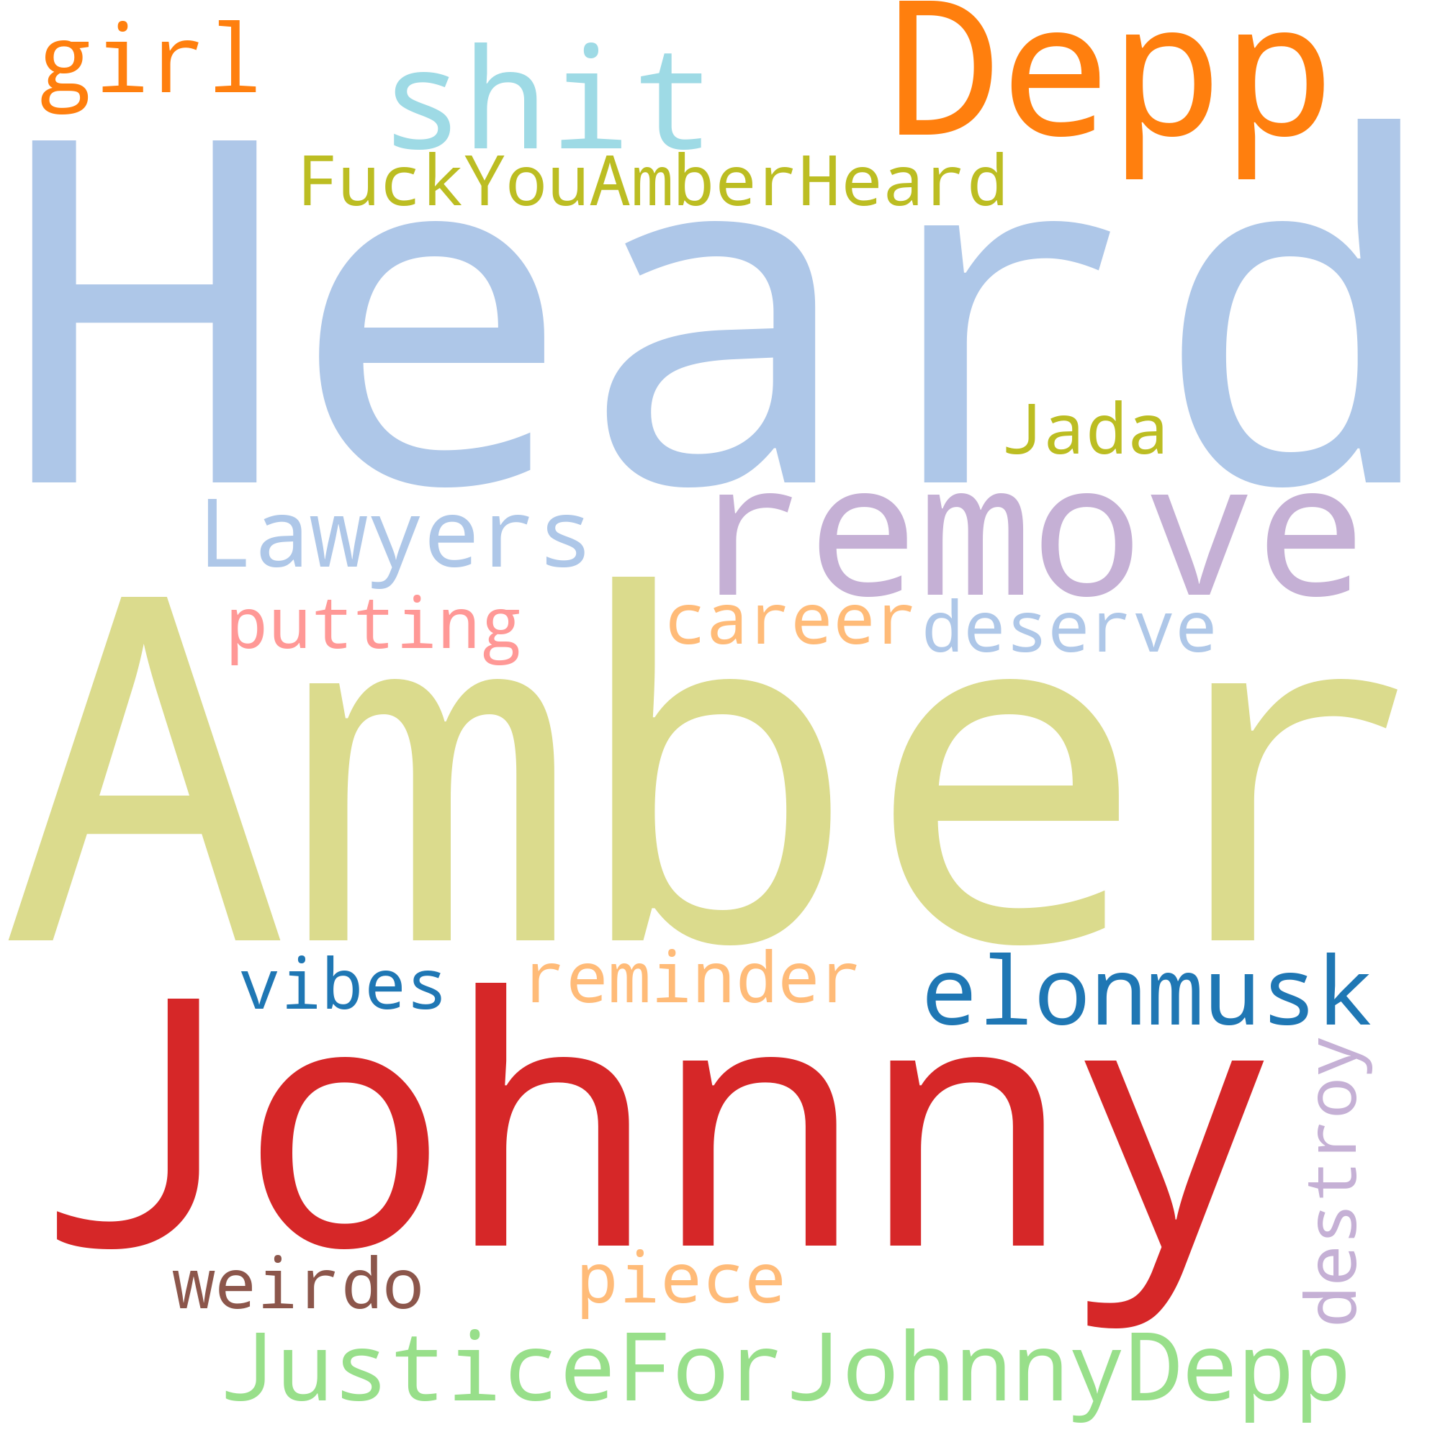 girl
shit
Depp
FuckYouAmberHeard
Heard
Jada
Lawyers
remove
putting
career
deserve
Amber
vibes
reminder
elonmusk
Johnny
destroy
weirdo
piece
JusticeForJohnnyDepp